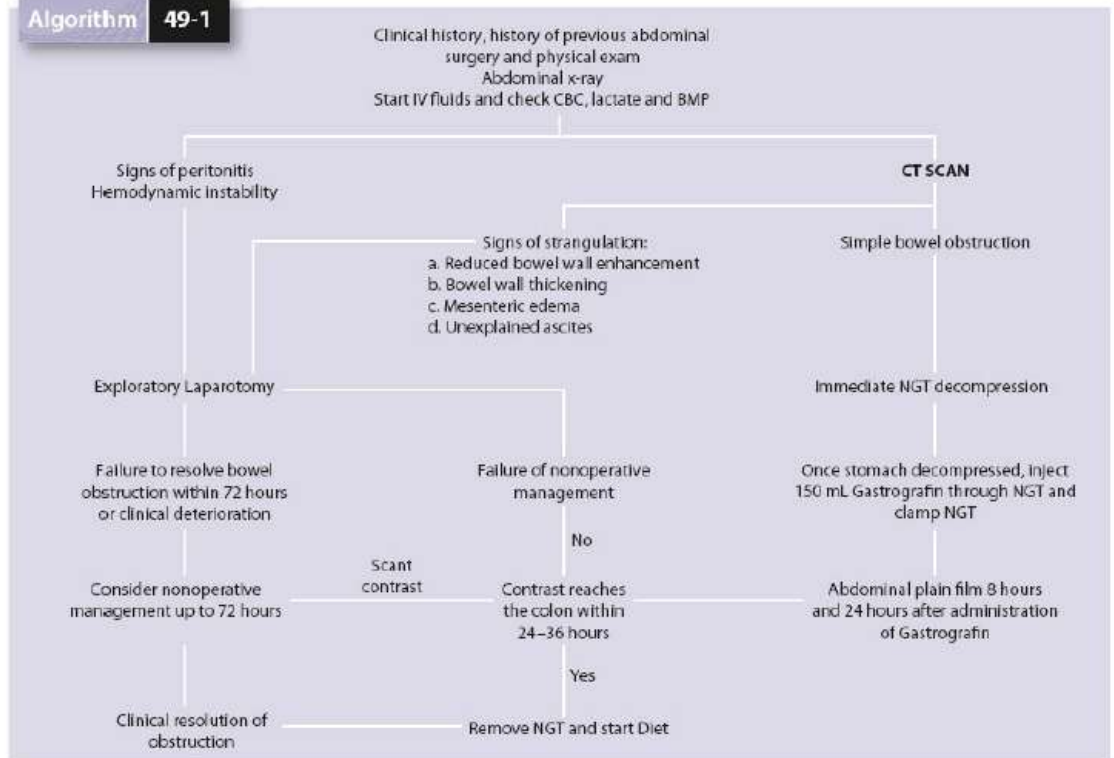 Algorithm 49-1
Clinical history, history of previous abdominal
surgery and physical exam
Abdominal x-ray
Start IV fluids and check CBC, lactate and BMP
Signs of peritonitis
Hemodynamic instability
CT SCAN
Signs of strangulation:
a. Reduced bowel wall enhancement
b. Bowel wall thickening
c. Mesenteric edema
d. Unexplained ascites
Simple bowel obstruction
Exploratory Laparotomy
Immediate NGT decompression
Failure to resolve bowel
obstruction within 72 hours
or clinical deterioration
Failure of nonoperative
management
Once stomach decompressed, inject
150 mL Gastrografin through NGT and
clamp NGT
No
Scant
contrast
Consider nonoperative
management up to 72 hours
Contrast reaches
the colon within
24–36 hours
Abdominal plain film 8 hours
and 24 hours after administration
of Gastrografin
Yes
Clinical resolution of
obstruction
Remove NGT and start Diet